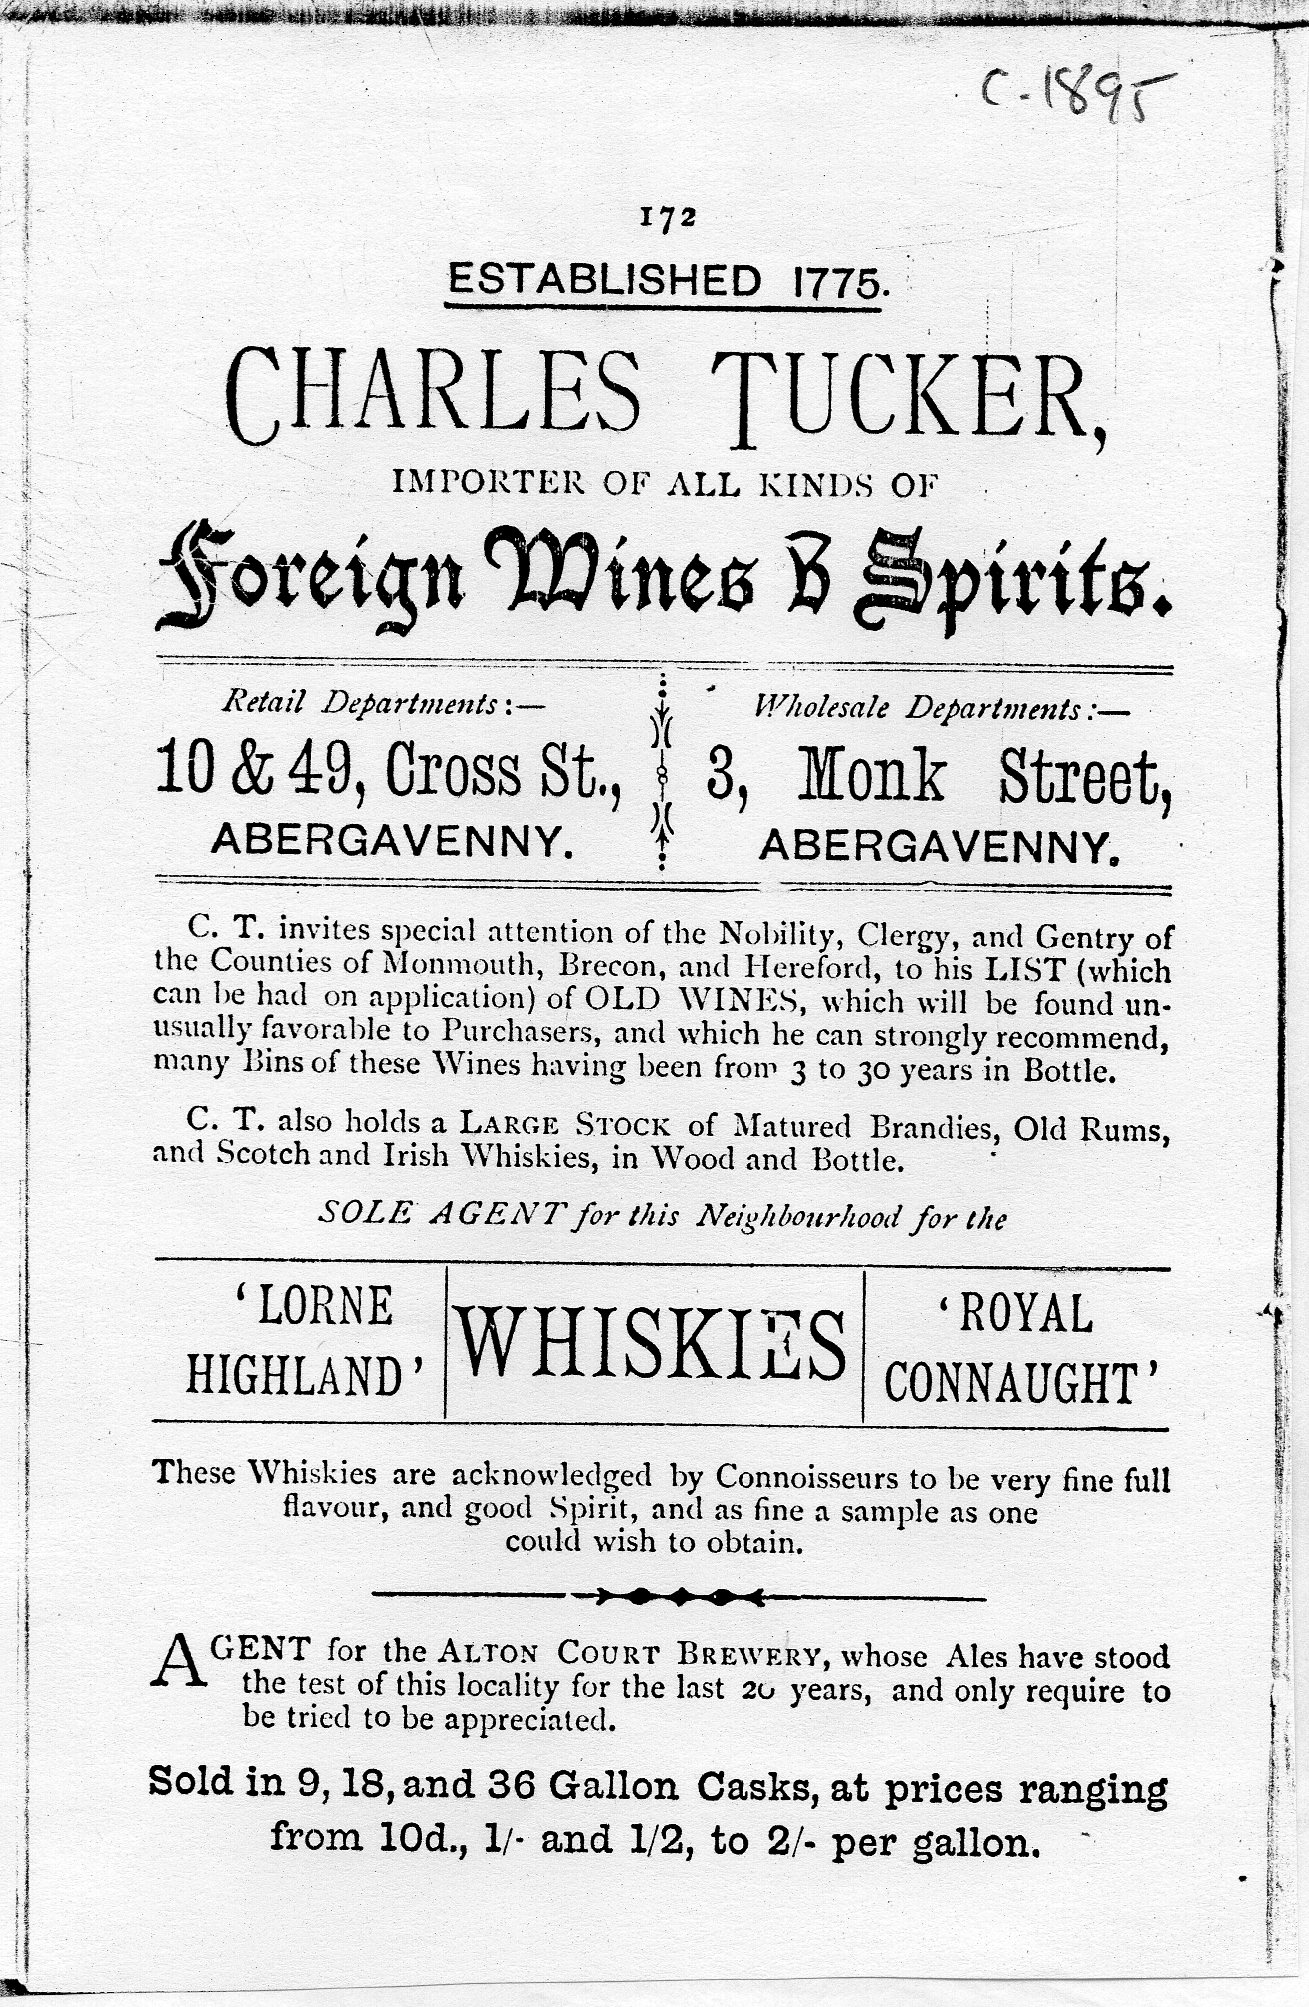 C. 1895
172
ESTABLISHED 1775.
CHARLES TUCKER,
IMPORTER OF ALL KINDS OF
Foreign Wines & Spirits.
Retail Departments:—
10 & 49, Cross St.,
ABERGAVENNY.
Wholesale Departments:—
3, Monk Street,
ABERGAVENNY.
C. T. invites special attention of the Nobility, Clergy, and Gentry of
the Counties of Monmouth, Brecon, and Hereford, to his LIST (which
can be had on application) of OLD WINES, which will be found un-
usually favorable to Purchasers, and which he can strongly recommend,
many Bins of these Wines having been from 3 to 30 years in Bottle.
C. T. also holds a LARGE STOCK of Matured Brandies, Old Rums,
and Scotch and Irish Whiskies, in Wood and Bottle.
SOLE AGENT for this Neighbourhood for the
‘LORNE
HIGHLAND’
WHISKIES
‘ROYAL
CONNAUGHT’
These Whiskies are acknowledged by Connoisseurs to be very fine full
flavour, and good Spirit, and as fine a sample as one
could wish to obtain.
AGENT for the ALTON COURT BREWERY, whose Ales have stood
the test of this locality for the last 20 years, and only require to
be tried to be appreciated.
Sold in 9, 18, and 36 Gallon Casks, at prices ranging
from 10d., 1/- and 1/2, to 2/- per gallon.